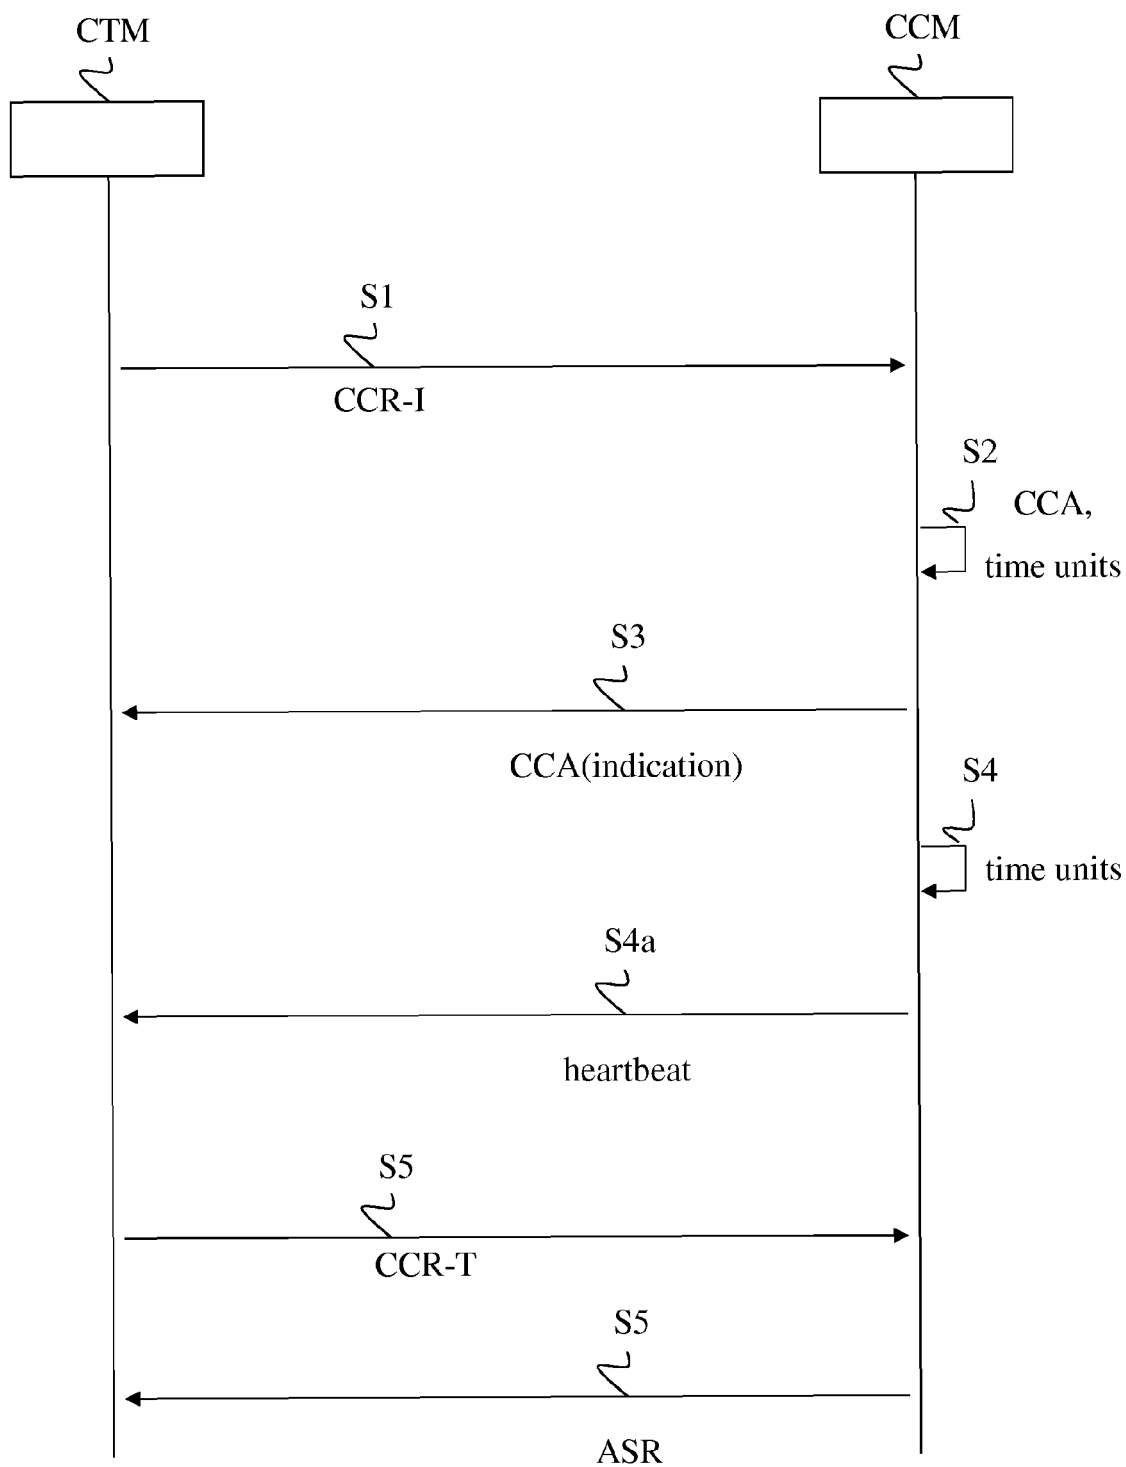 CTM
CCM
S1
CCR-I
S2
CCA,
time units
S3
CCA(indication)
S4
time units
S4a
heartbeat
S5
CCR-T
S5
ASR